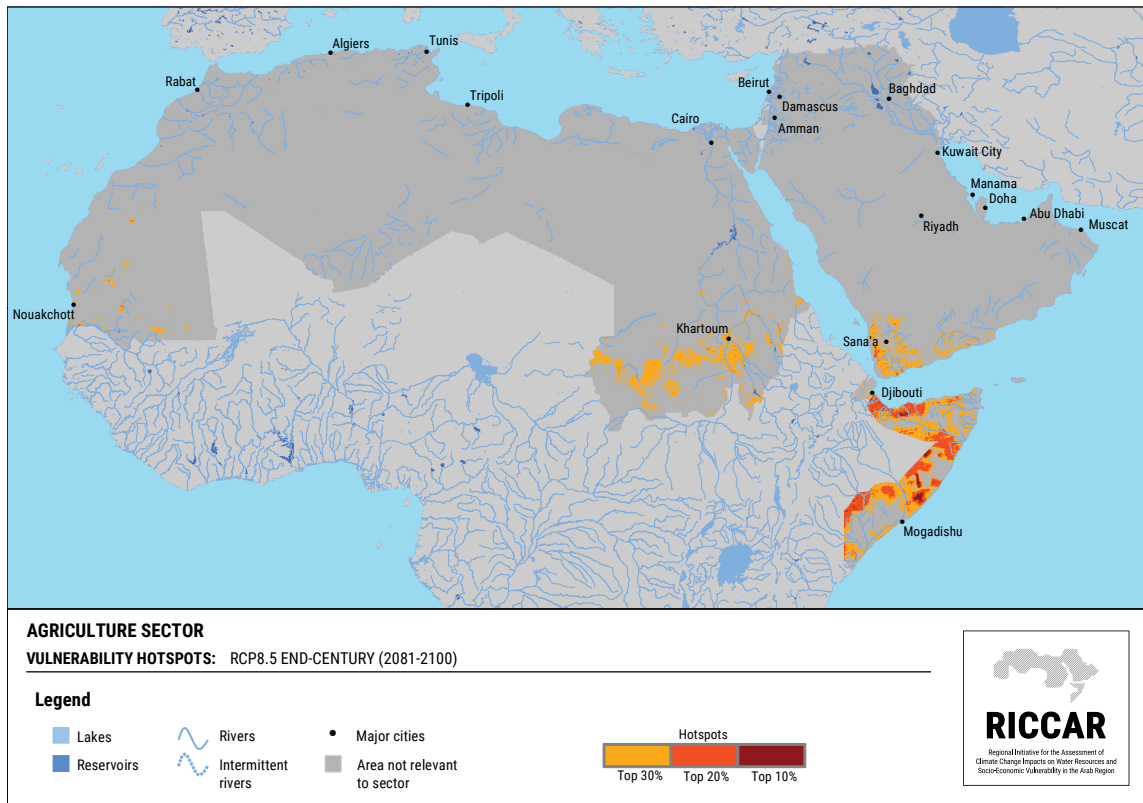 Algiers
Tunis
Rabat
Tripoli
Beirut
Baghdad
Damascus
Amman
Cairo
Kuwait City
Manama
Doha
Abu Dhabi
Muscat
Riyadh
Nouakchott
Khartoum
Sana'a
Djibouti
Mogadishu
AGRICULTURE SECTOR
VULNERABILITY HOTSPOTS: RCP8.5 END-CENTURY (2081-2100)
Legend
Lakes
Reservoirs
Rivers
Intermittent
rivers
Major cities
Area not relevant
to sector
Hotspots
Top 30%
Top 20%
Top 10%
RICCAR
Regional Initiative for the Assessment of
Climate Change Impacts on Water Resources and
Socio-Economic Vulnerability in the Arab Region